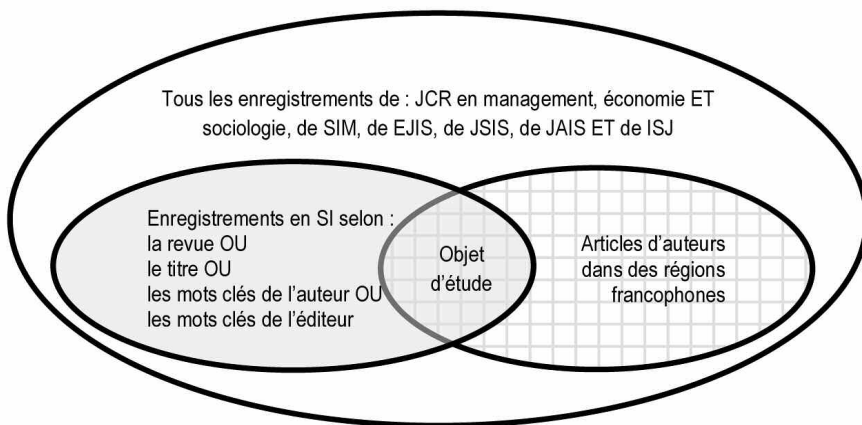 Tous les enregistrements de : JCR en management, économie ET
sociologie, de SIM, de EJIS, de JSIS, de JAIS ET de ISJ
Enregistrements en SI selon :
la revue OU
le titre OU
les mots clés de l'auteur OU
les mots clés de l'éditeur
Objet
d'étude
Articles d'auteurs
dans des régions
francophones